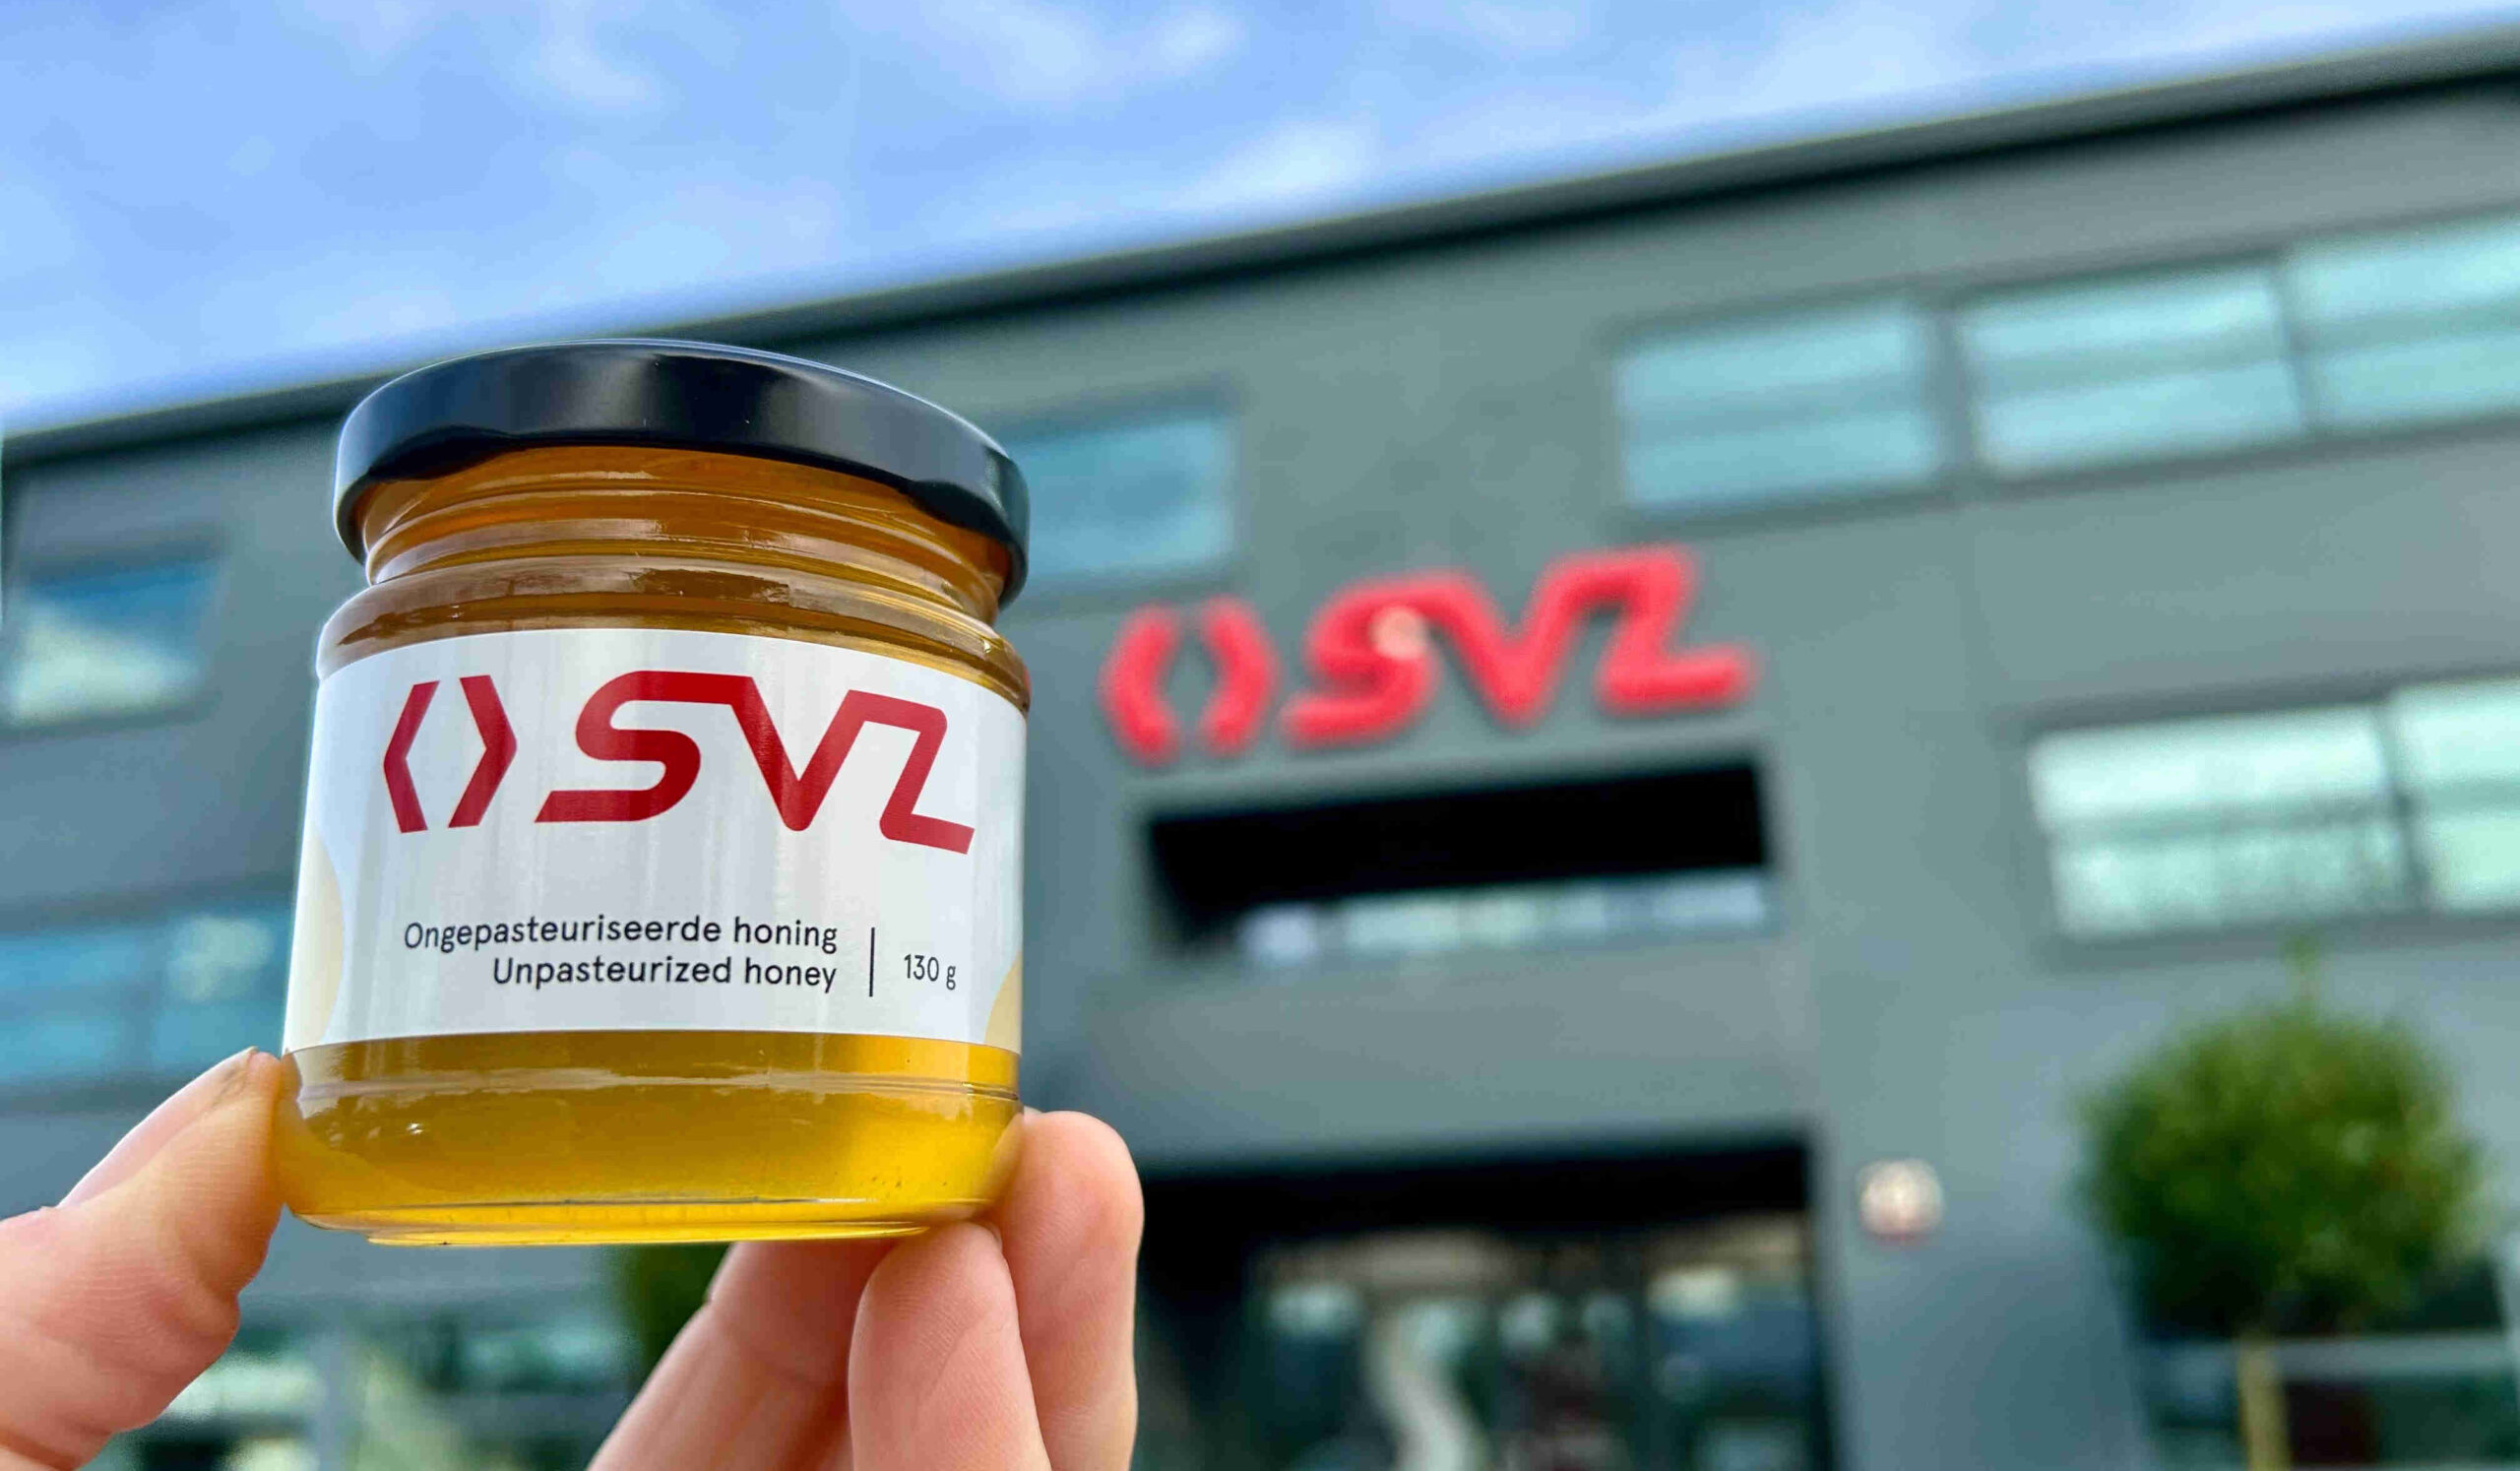 SVZ
Ongepasteuriseerde honing
Unpasteurized honey
130 g
SVZ